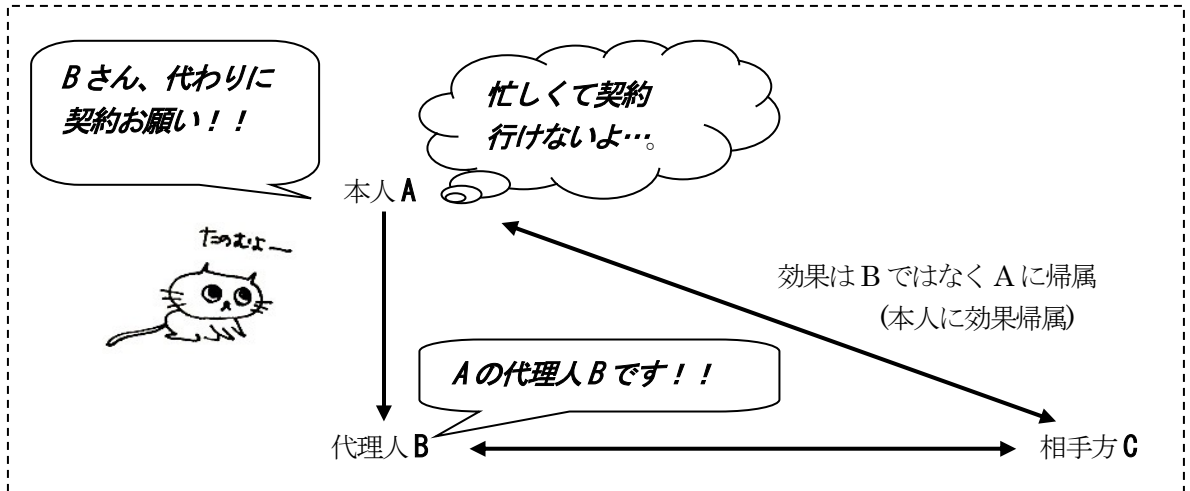 Bさん、代わりに
契約お願い！！
忙しくて契約
行けないよ…。
本人A
たのむよー
効果はBではなくAに帰属
(本人に効果帰属)
Aの代理人Bです！！
代理人B
相手方C